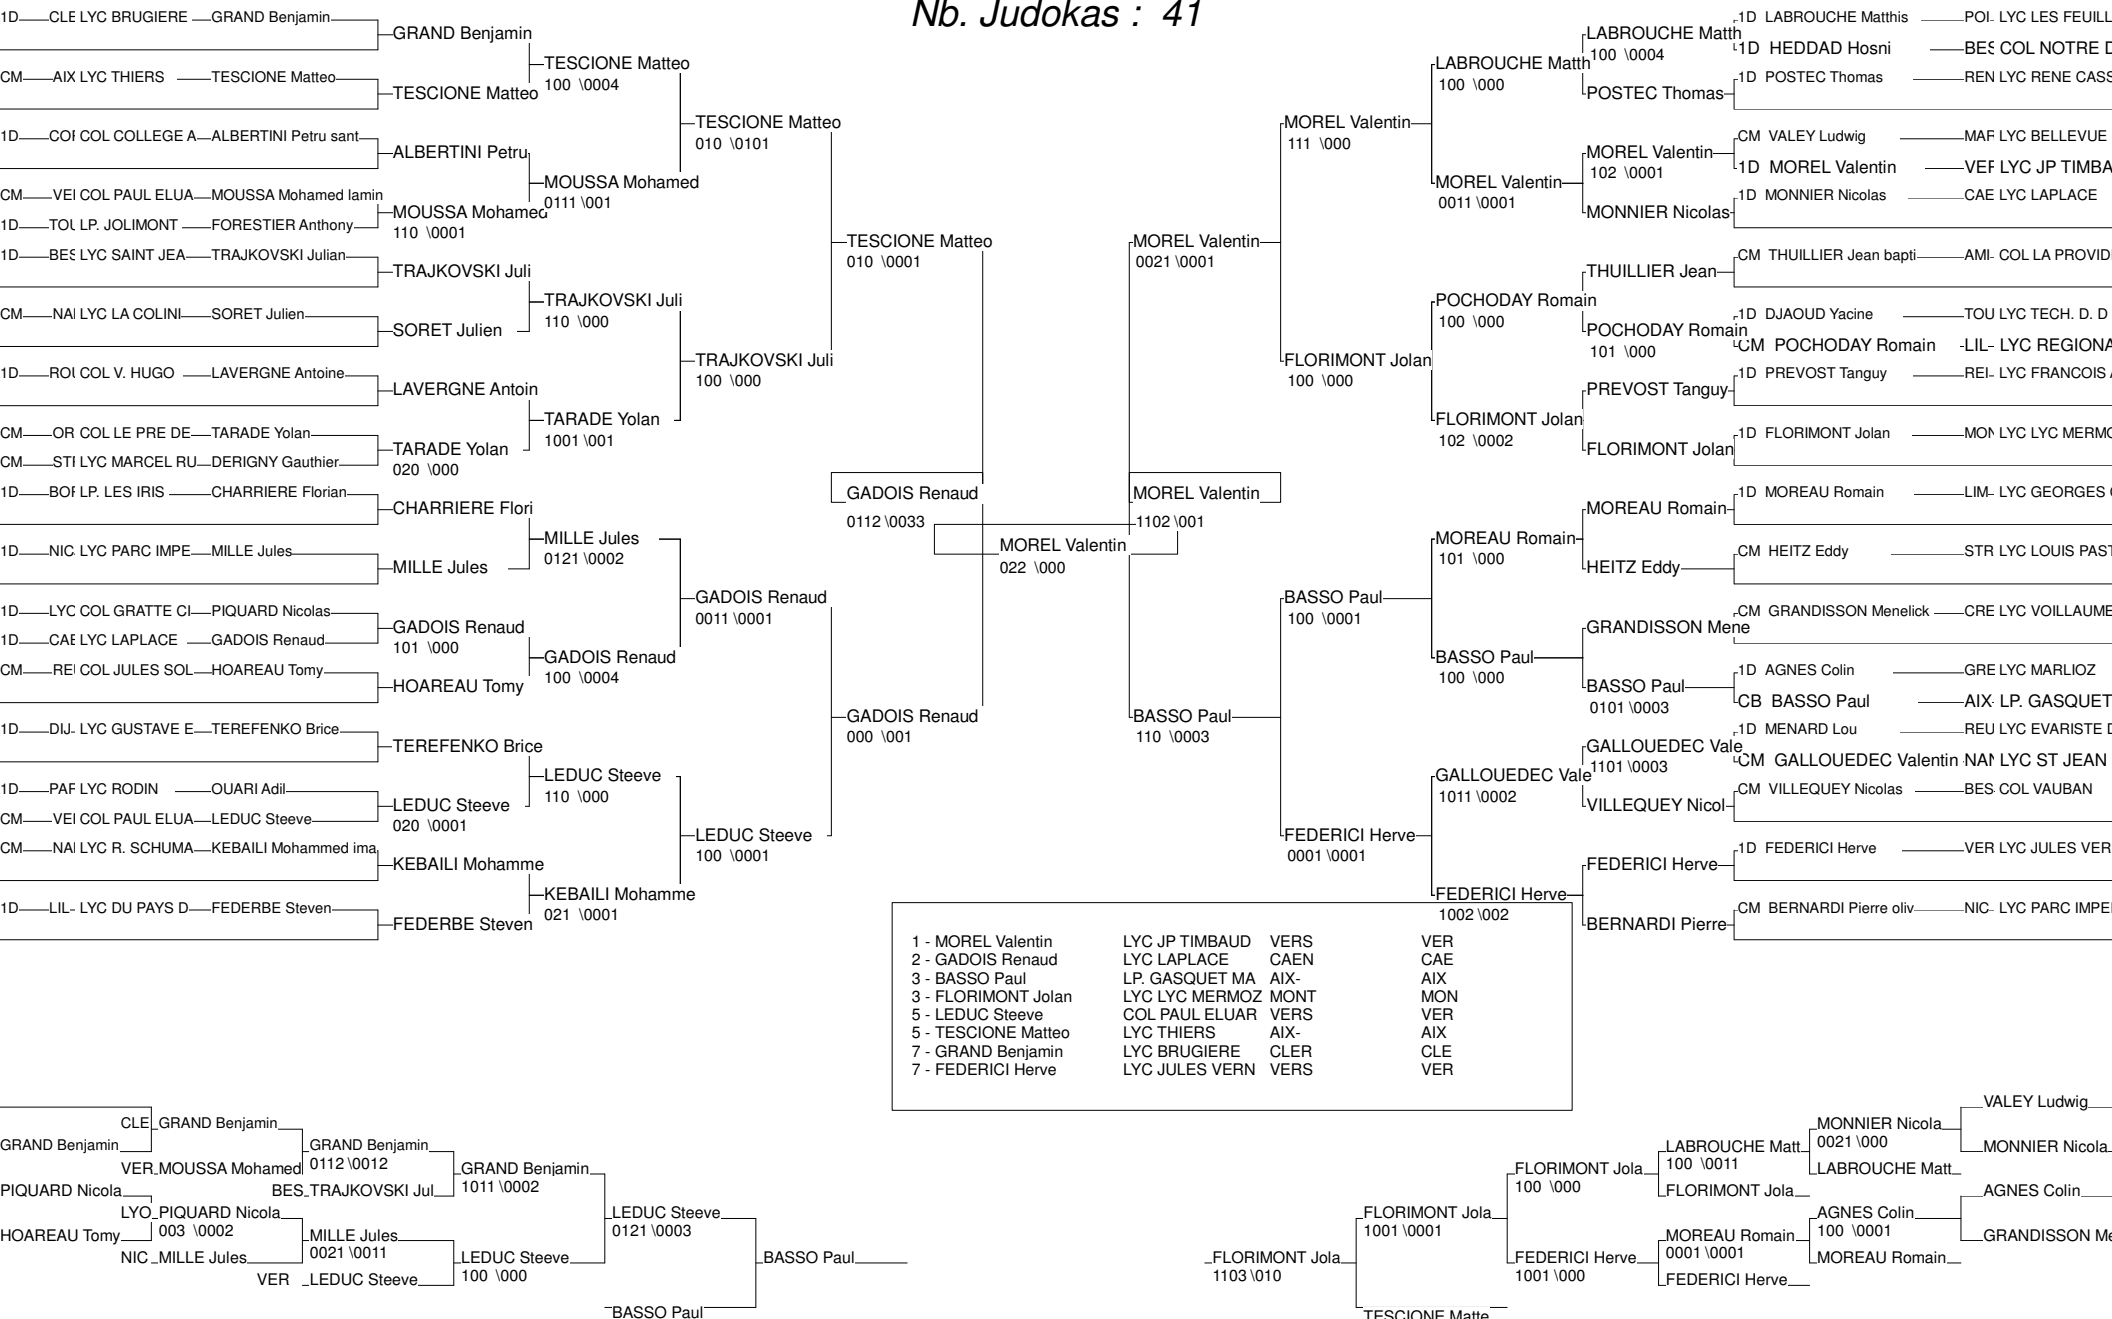 Nb. Judokas : 41
1D CLE LYC BRUGIERE GRAND Benjamin
GRAND Benjamin
TESCIONE Matteo
100 \0004
CM AIX LYC THIERS TESCIONE Matteo
TESCIONE Matteo
TESCIONE Matteo
010 \0101
1D COL COLLEGE A ALBERTINI Petru sant
ALBERTINI Petru
MOUSSA Mohamed
0111 \001
CM COL PAUL ELUA MOUSSA Mohamed lamin
MOUSSA Mohamed
110 \0001
1D LP. JOLIMONT FORESTIER Anthony
TESCIONE Matteo
010 \0001
1D BES LYC SAINT JEA TRAJKOVSKI Julian
TRAJKOVSKI Juli
TRAJKOVSKI Juli
110 \000
CM LYC LA COLINI SORET Julien
SORET Julien
TRAJKOVSKI Juli
100 \000
1D COL V. HUGO LAVERGNE Antoine
LAVERGNE Antoin
TARADE Yolan
1001 \001
CM OR COL LE PRE DE TARADE Yolan
TARADE Yolan
020 \000
CM LYC MARCEL RU DERIGNY Gauthier
GADOIS Renaud
0112 \0033
1D LP. LES IRIS CHARRIERE Florian
CHARRIERE Flori
MILLE Jules
0121 \0002
1D NIC LYC PARC IMPE MILLE Jules
MILLE Jules
GADOIS Renaud
0011 \0001
1D LYC COL GRATTE CI PIQUARD Nicolas
GADOIS Renaud
101 \000
1D CAE LYC LAPLACE GADOIS Renaud
GADOIS Renaud
100 \0004
CM COL JULES SOL HOAREAU Tomy
HOAREAU Tomy
GADOIS Renaud
000 \001
1D DIJ- LYC GUSTAVE E TEREFENKO Brice
TEREFENKO Brice
LEDUC Steeve
110 \000
1D LYC RODIN OUARI Adil
LEDUC Steeve
020 \0001
CM COL PAUL ELUA LEDUC Steeve
LEDUC Steeve
100 \0001
CM LYC R. SCHUMA KEBAILI Mohammed ima
KEBAILI Mohamme
KEBAILI Mohamme
021 \0001
1D LIL- LYC DU PAYS D FEDERBE Steven
FEDERBE Steven
MOREL Valentin
1102 \001
MOREL Valentin
022 \000
1D LABROUCHE Matthis POI- LYC LES FEUILL
LABROUCHE Matth
100 \0004
1D HEDDAD Hosni BES COL NOTRE D
LABROUCHE Matth
100 \000
1D POSTEC Thomas REN LYC RENE CASS
POSTEC Thomas
MOREL Valentin
111 \000
CM VALEY Ludwig LYC BELLEVUE
MOREL Valentin
102 \0001
1D MOREL Valentin LYC JP TIMBA
MOREL Valentin
0011 \0001
1D MONNIER Nicolas CAE LYC LAPLACE
MONNIER Nicolas
MOREL Valentin
0021 \0001
CM THUILLIER Jean bapti AMI- COL LA PROVID
THUILLIER Jean
POCHODAY Romain
100 \000
1D DJAOUD Yacine TOU LYC TECH. D. D
POCHODAY Romain
101 \000
CM POCHODAY Romain -LIL- LYC REGIONA
FLORIMONT Jolan
100 \000
1D PREVOST Tanguy REI- LYC FRANCOIS
PREVOST Tanguy
FLORIMONT Jolan
102 \0002
1D FLORIMONT Jolan MON LYC LYC MERMO
FLORIMONT Jolan
1D MOREAU Romain LIM- LYC GEORGES
MOREAU Romain
MOREAU Romain
101 \000
CM HEITZ Eddy STR LYC LOUIS PAST
HEITZ Eddy
BASSO Paul
100 \0001
CM GRANDISSON Menelick CRE LYC VOILLAUME
GRANDISSON Mene
BASSO Paul
100 \000
1D AGNES Colin GRE LYC MARLIOZ
BASSO Paul
0101 \0003
CB BASSO Paul AIX- LP. GASQUET
BASSO Paul
110 \0003
1D MENARD Lou REU LYC EVARISTE D
GALLOUEDEC Vale
1101 \0003
CM GALLOUEDEC Valentin NAN LYC ST JEAN
GALLOUEDEC Vale
1011 \0002
CM VILLEQUEY Nicolas BES- COL VAUBAN
VILLEQUEY Nicol
FEDERICI Herve
0001 \0001
1D FEDERICI Herve VER LYC JULES VER
FEDERICI Herve
FEDERICI Herve
1002 \002
CM BERNARDI Pierre oliv NIC- LYC PARC IMPE
BERNARDI Pierre
1 - MOREL Valentin LYC JP TIMBAUD VERS VER
2 - GADOIS Renaud LYC LAPLACE CAEN CAE
3 - BASSO Paul LP. GASQUET MA AIX- AIX
3 - FLORIMONT Jolan LYC LYC MERMOZ MONT MON
5 - LEDUC Steeve COL PAUL ELUAR VERS VER
5 - TESCIONE Matteo LYC THIERS AIX- AIX
7 - GRAND Benjamin LYC BRUGIERE CLER CLE
7 - FEDERICI Herve LYC JULES VERN VERS VER
CLE GRAND Benjamin
GRAND Benjamin
GRAND Benjamin
0112 \0012
VER MOUSSA Mohamed
GRAND Benjamin
1011 \0002
PIQUARD Nicola
BES TRAJKOVSKI Jul
LYO PIQUARD Nicola
003 \0002
LEDUC Steeve
0121 \0003
HOAREAU Tomy
MILLE Jules
0021 \0011
NIC MILLE Jules
LEDUC Steeve
100 \000
BASSO Paul
VER LEDUC Steeve
BASSO Paul
VALEY Ludwig
MONNIER Nicola
0021 \000
LABROUCHE Matt
100 \0011
MONNIER Nicola
FLORIMONT Jola
100 \000
LABROUCHE Matt
FLORIMONT Jola
AGNES Colin
FLORIMONT Jola
1001 \0001
AGNES Colin
100 \0001
MOREAU Romain
0001 \0001
GRANDISSON Me
FLORIMONT Jola
1103 \010
FEDERICI Herve
1001 \000
MOREAU Romain
FEDERICI Herve
TESCIONE Matte